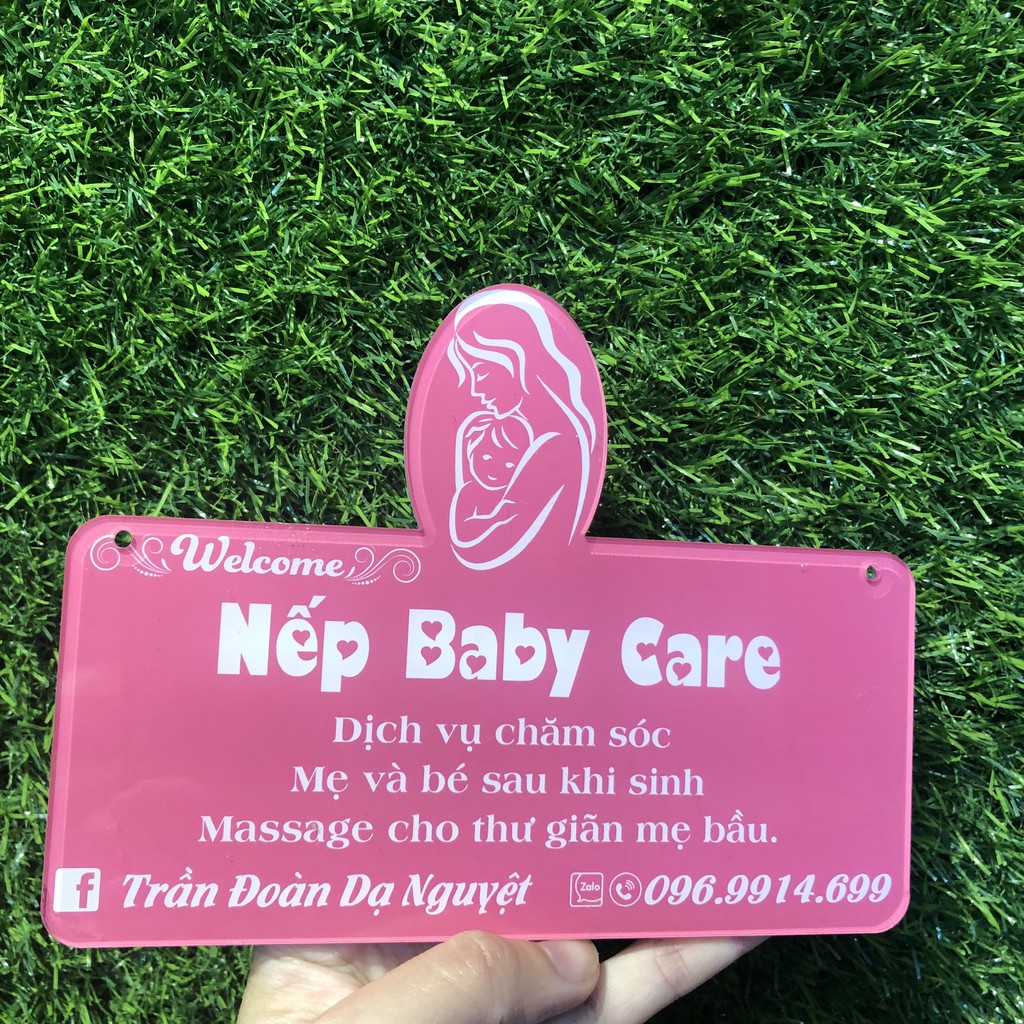 Welcome
Nếp Baby Care
Dịch vụ chăm sóc
Mẹ và bé sau khi sinh
Massage cho thư giãn mẹ bầu.
f Trần Đoàn Dạ Nguyệt Zalo 096.9914.699